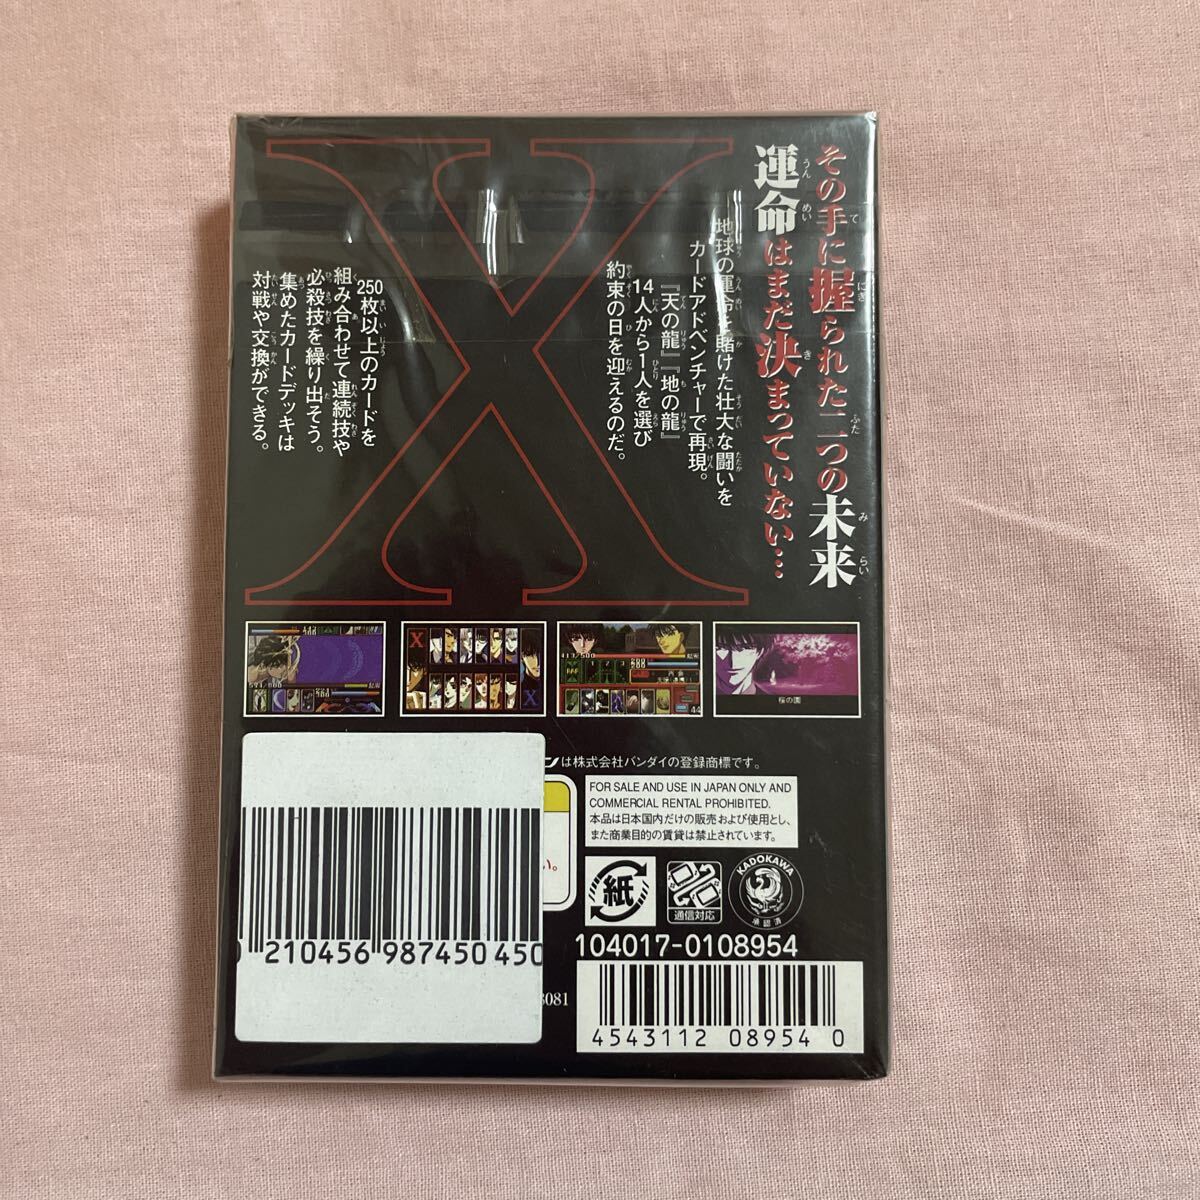 その手に握られた二つの未来
運命はまだ決まっていない…
地球の運命を賭けた壮大な闘いを
カードアドベンチャーで再現。
『天の龍』『地の龍』
14人から1人を選び
約束の日を迎えるのだ。
250枚以上のカードを
組み合わせて連続技や
必殺技を繰り出そう。
集めたカードデッキは
対戦や交換ができる。
X
413/500
桜の園
ンは株式会社バンダイの登録商標です。
FOR SALE AND USE IN JAPAN ONLY AND
COMMERCIAL RENTAL PROHIBITED.
本品は日本国内だけの販売および使用とし、
また商業目的の賃貸は禁止されています。
い。
紙
通信対応
KADOKAWA
承認済
104017-0108954
210456 987450 450
3081
4543112 08954 0